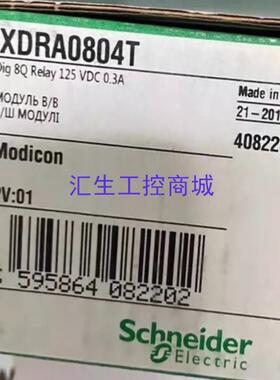 XDRA0804T
Dig 8Q Relay 125 VDC 0.3A
МОДУЛЬ В/В
Made in
21-201
40822
汇生工控商城
Modicon
PV:01
595864 082202
Schneider
Electric